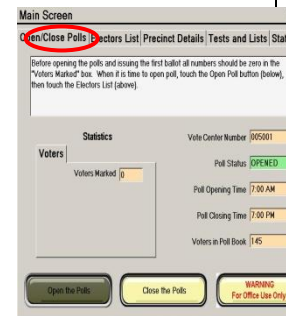 Main Screen
Open/Close Polls Electors List Precinct Details Tests and Lists Stat
Before opening the polls and issuing the first ballot all numbers should be zero in the
"Voters Marked" box. When it is time to open poll, touch the Open Poll button (below),
then touch the Electors List (above).
Statistics
Voters
Voters Marked 0
Vote Center Number 005001
Poll Status OPENED
Poll Opening Time 7:00 AM
Poll Closing Time 7:00 PM
Voters in Poll Book 145
Open the Polls
Close the Polls
WARNING
For Office Use Only